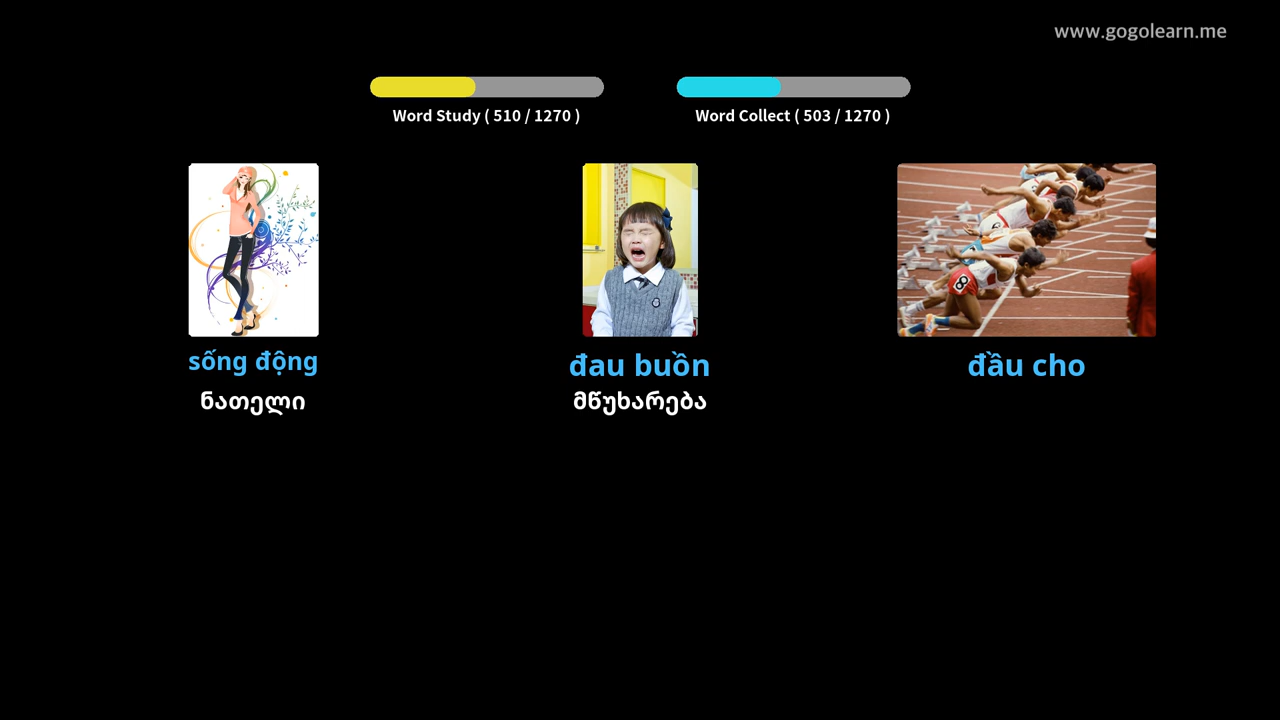 www.gogolearn.me
Word Study ( 510 / 1270 )
Word Collect ( 503 / 1270 )
sống động
ნათელი
đau buồn
მწუხარება
đầu cho